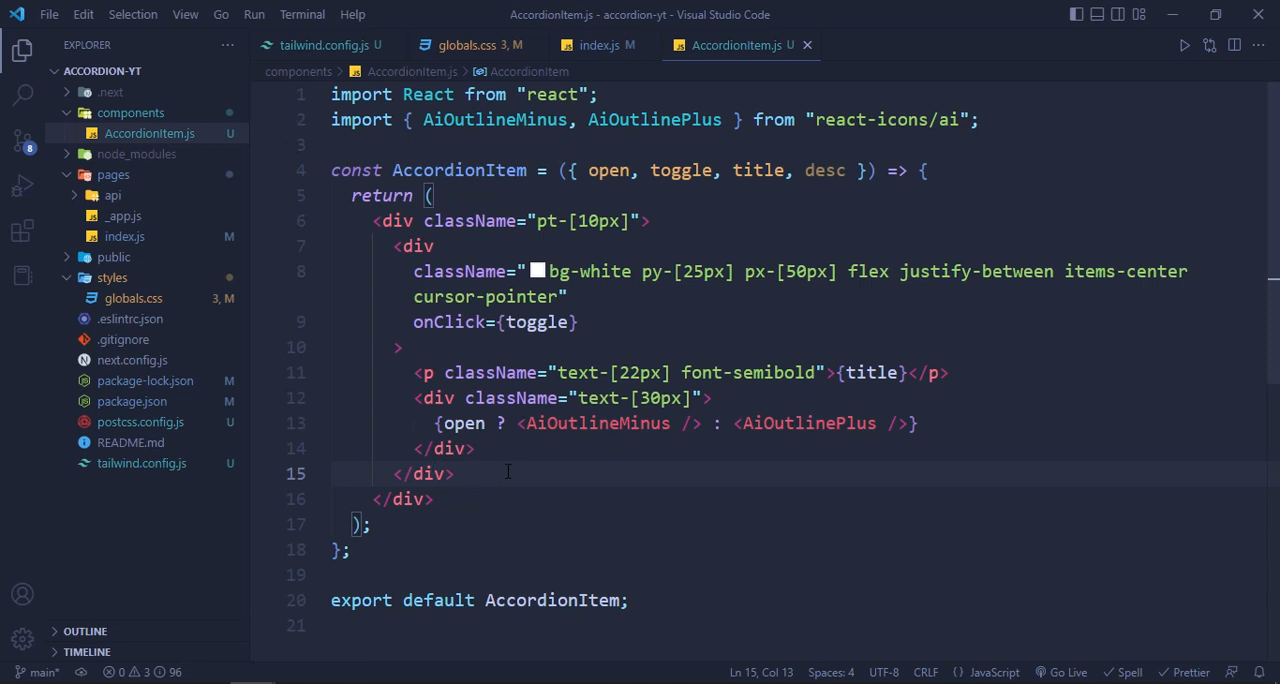 File Edit Selection View Go Run Terminal Help
AccordionItem.js - accordion-yt - Visual Studio Code
EXPLORER
ACCORDION-YT
.next
components
AccordionItem.js U
node_modules
pages
api
_app.js
index.js M
public
styles
globals.css 3, M
.eslintrc.json
.gitignore
next.config.js
package-lock.json M
package.json M
postcss.config.js U
README.md
tailwind.config.js U
OUTLINE
TIMELINE
8
tailwind.config.js U globals.css 3, M index.js M AccordionItem.js U
components > AccordionItem.js > AccordionItem
1 import React from "react";
2 import { AiOutlineMinus, AiOutlinePlus } from "react-icons/ai";
3
4 const AccordionItem = ({ open, toggle, title, desc }) => {
5 return (
6 <div className="pt-[10px]">
7 <div
8 className="bg-white py-[25px] px-[50px] flex justify-between items-center
cursor-pointer"
9 onClick={toggle}
10 >
11 <p className="text-[22px] font-semibold">{title}</p>
12 <div className="text-[30px]">
13 {open ? <AiOutlineMinus /> : <AiOutlinePlus />}
14 </div>
15 </div>
16 </div>
17 );
18 };
19
20 export default AccordionItem;
21
main* 0 3 96 Ln 15, Col 13 Spaces: 4 UTF-8 CRLF {} JavaScript Go Live Spell Prettier